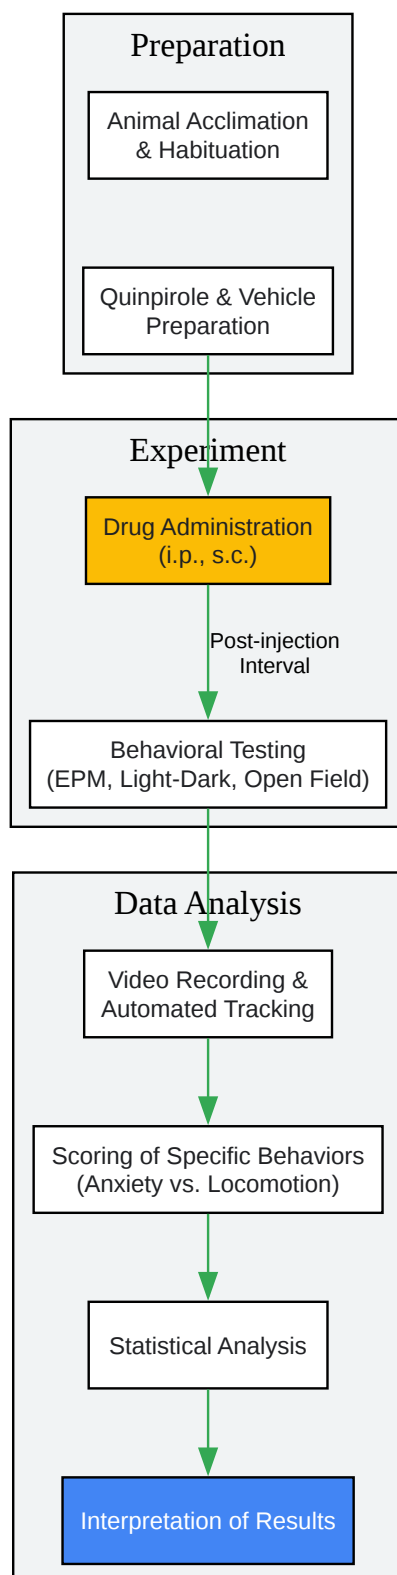 Preparation
Animal Acclimation
& Habituation
Quinpirole & Vehicle
Preparation
Experiment
Drug Administration
(i.p., s.c.)
Post-injection
Interval
Behavioral Testing
(EPM, Light-Dark, Open Field)
Data Analysis
Video Recording &
Automated Tracking
Scoring of Specific Behaviors
(Anxiety vs. Locomotion)
Statistical Analysis
Interpretation of Results